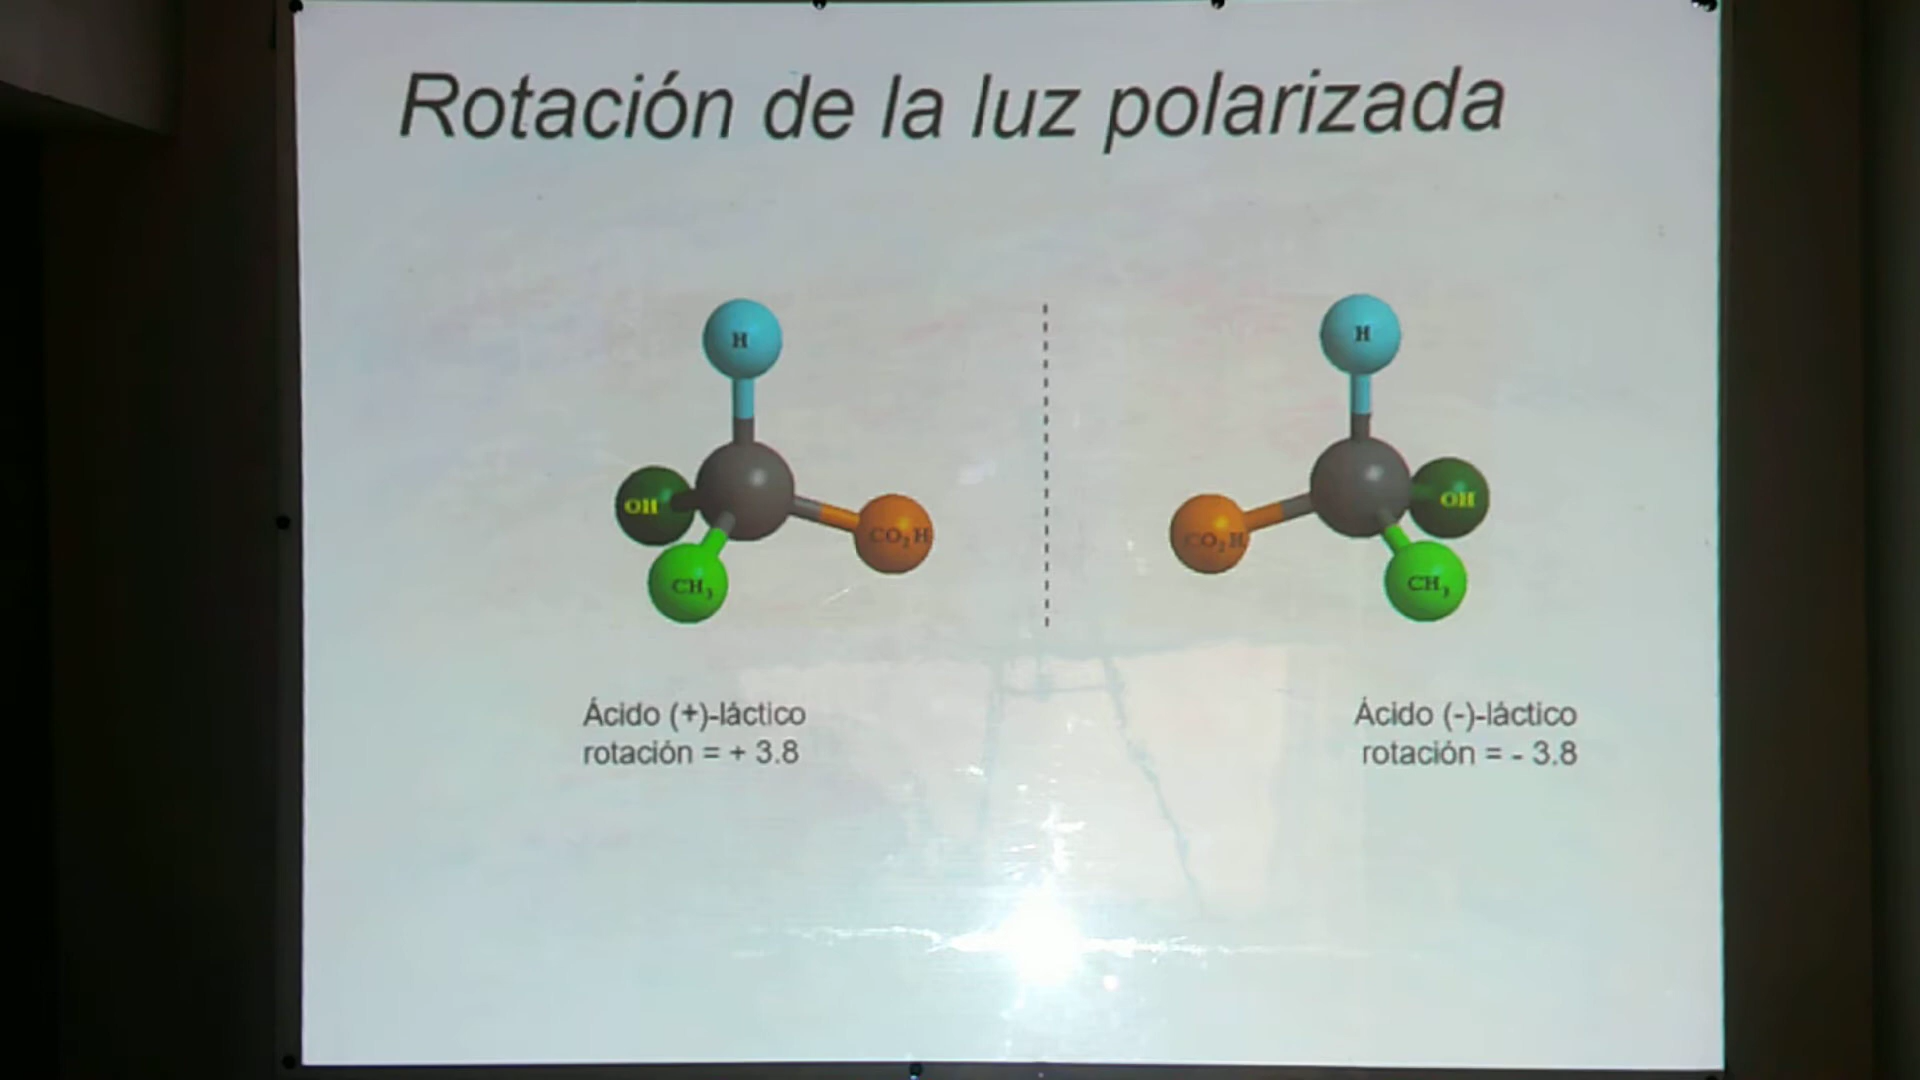 Rotación de la luz polarizada
H
H
OH
CO₂H
CH₃
CO₂H
OH
CH₃
Ácido (+)-láctico
rotación = + 3.8
Ácido (-)-láctico
rotación = - 3.8